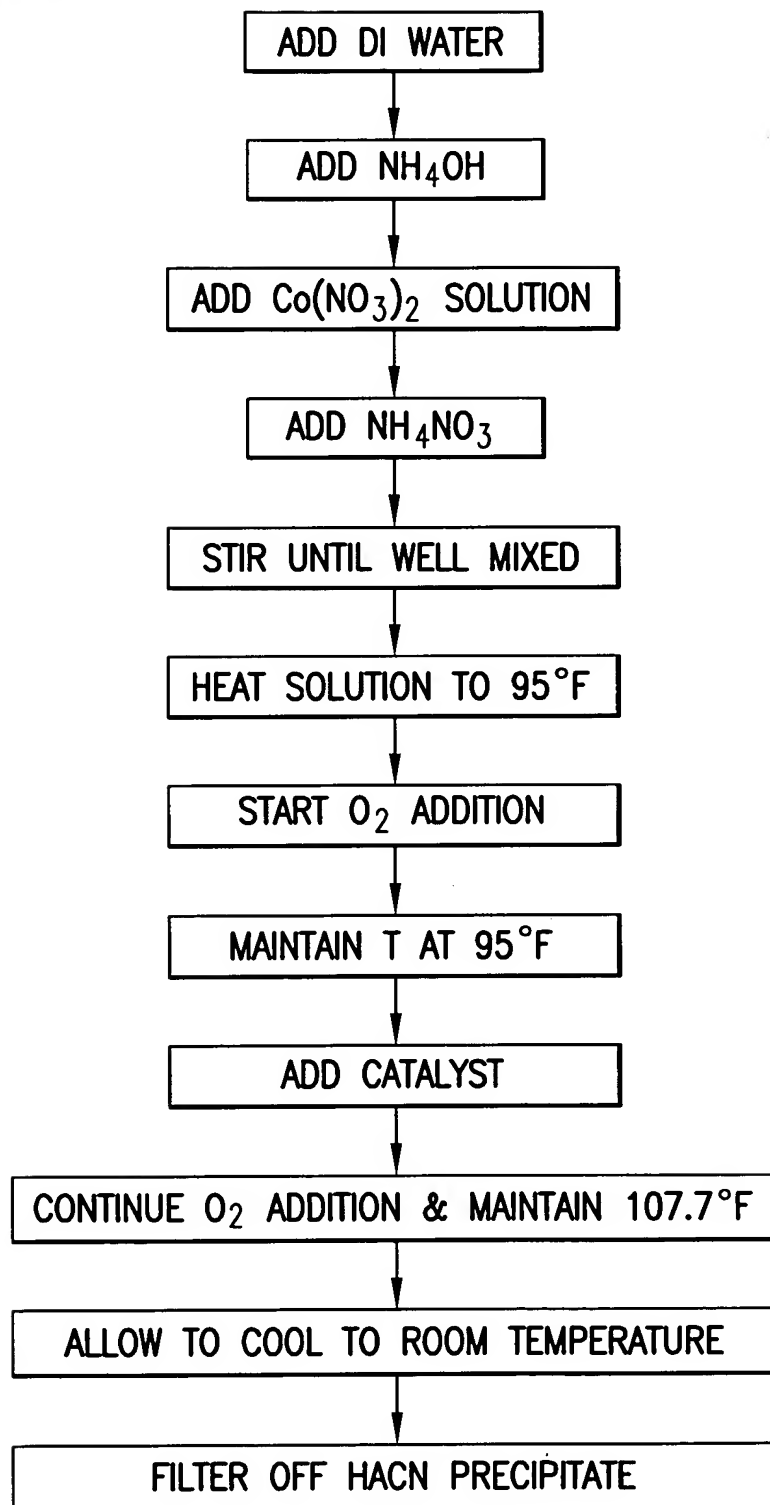 ADD DI WATER
ADD NH₄OH
ADD Co(NO₃)₂ SOLUTION
ADD NH₄NO₃
STIR UNTIL WELL MIXED
HEAT SOLUTION TO 95°F
START O₂ ADDITION
MAINTAIN T AT 95°F
ADD CATALYST
CONTINUE O₂ ADDITION & MAINTAIN 107.7°F
ALLOW TO COOL TO ROOM TEMPERATURE
FILTER OFF HACN PRECIPITATE